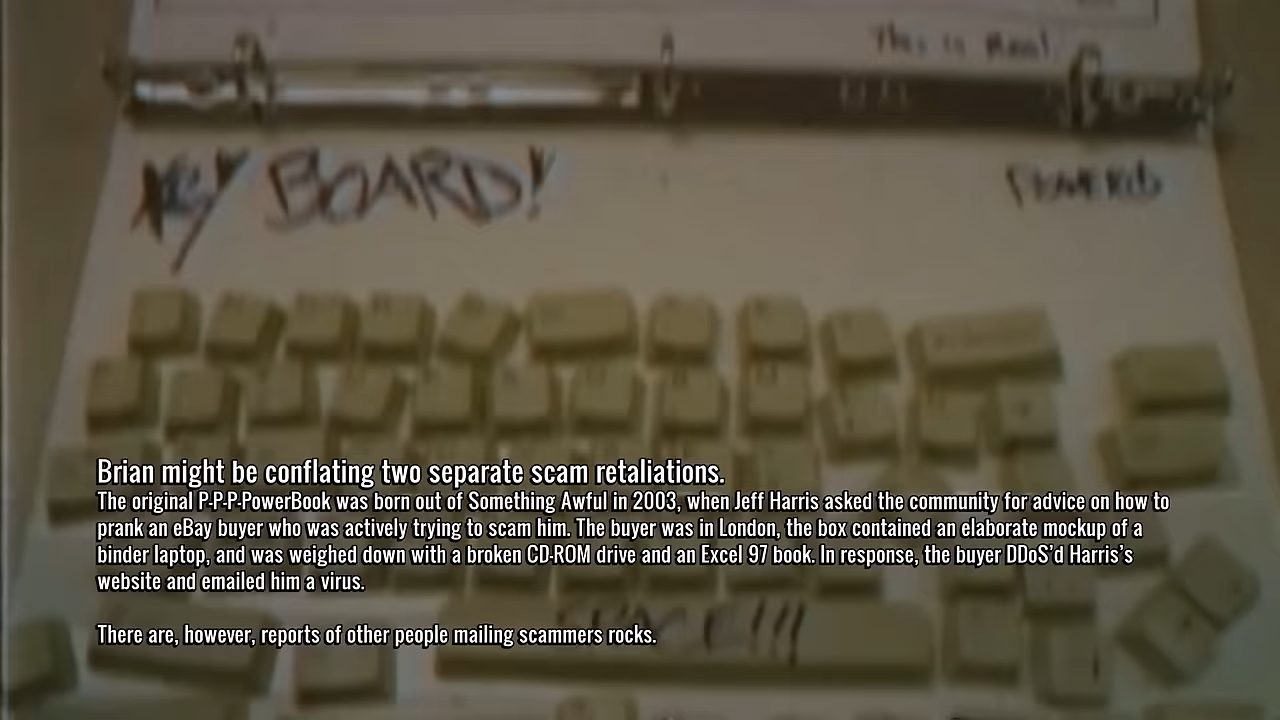 This is Real
KEY BOARD!
POWERED
Brian might be conflating two separate scam retaliations.
The original P-P-P-PowerBook was born out of Something Awful in 2003, when Jeff Harris asked the community for advice on how to
prank an eBay buyer who was actively trying to scam him. The buyer was in London, the box contained an elaborate mockup of a
binder laptop, and was weighed down with a broken CD-ROM drive and an Excel 97 book. In response, the buyer DDoS'd Harris's
website and emailed him a virus.
There are, however, reports of other people mailing scammers rocks.